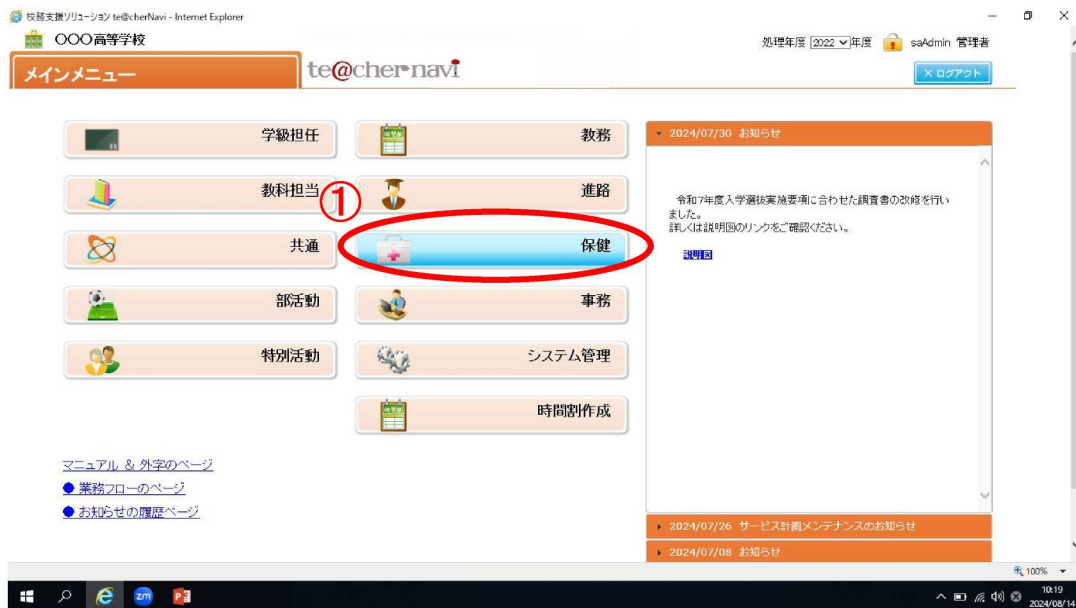 校務支援ソリューション te@cherNavi - Internet Explorer
〇〇〇高等学校
処理年度 2022 年度 saAdmin 管理者
メインメニュー
te@cher navi
× ログアウト
学級担任
教務
教科担当
①
進路
共通
保健
部活動
事務
特別活動
システム管理
時間割作成
マニュアル & 外字のページ
● 業務フローのページ
● お知らせの履歴ページ
2024/07/30 お知らせ
令和7年度入学選抜実施要項に合わせた調査書の改修を行い
ました。
詳しくは説明図のリンクをご確認ください。
説明図
2024/07/26 サービス計画メンテナンスのお知らせ
2024/07/08 お知らせ
100%
zm
10:19
2024/08/14